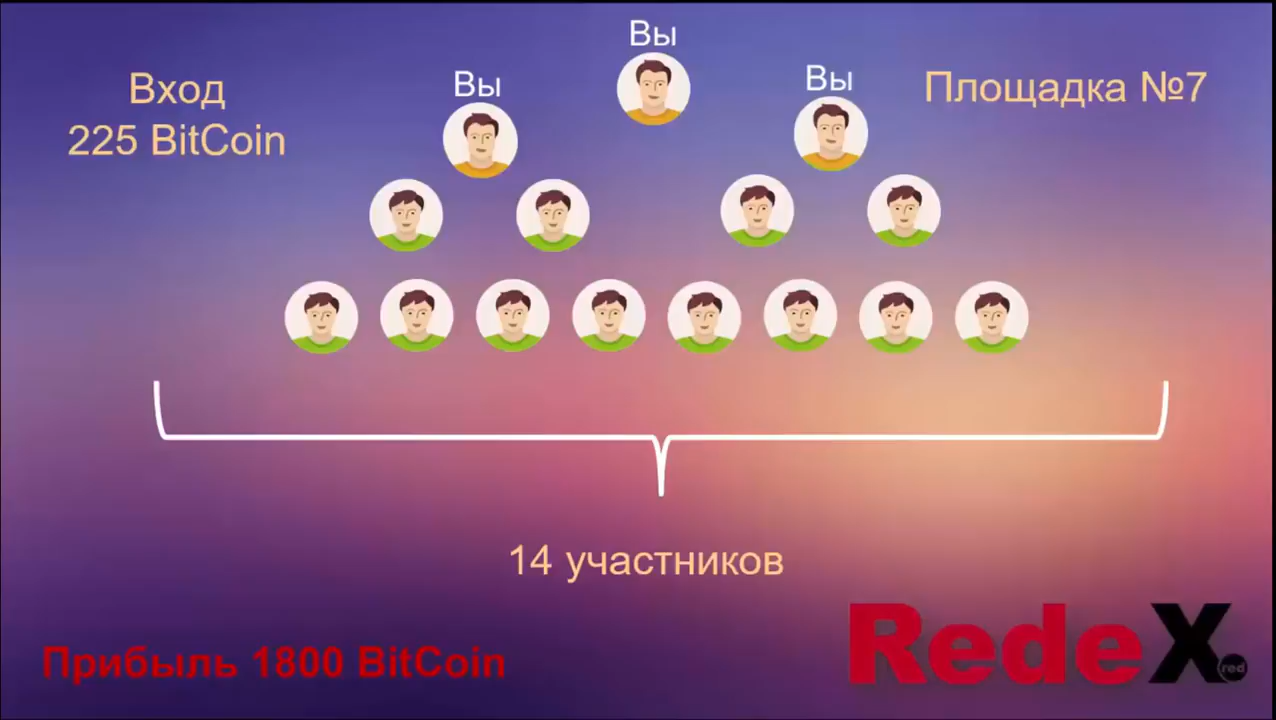 Вы
Вы
Вы
Вход
225 BitCoin
Площадка №7
14 участников
Прибыль 1800 BitCoin
RedeX
red